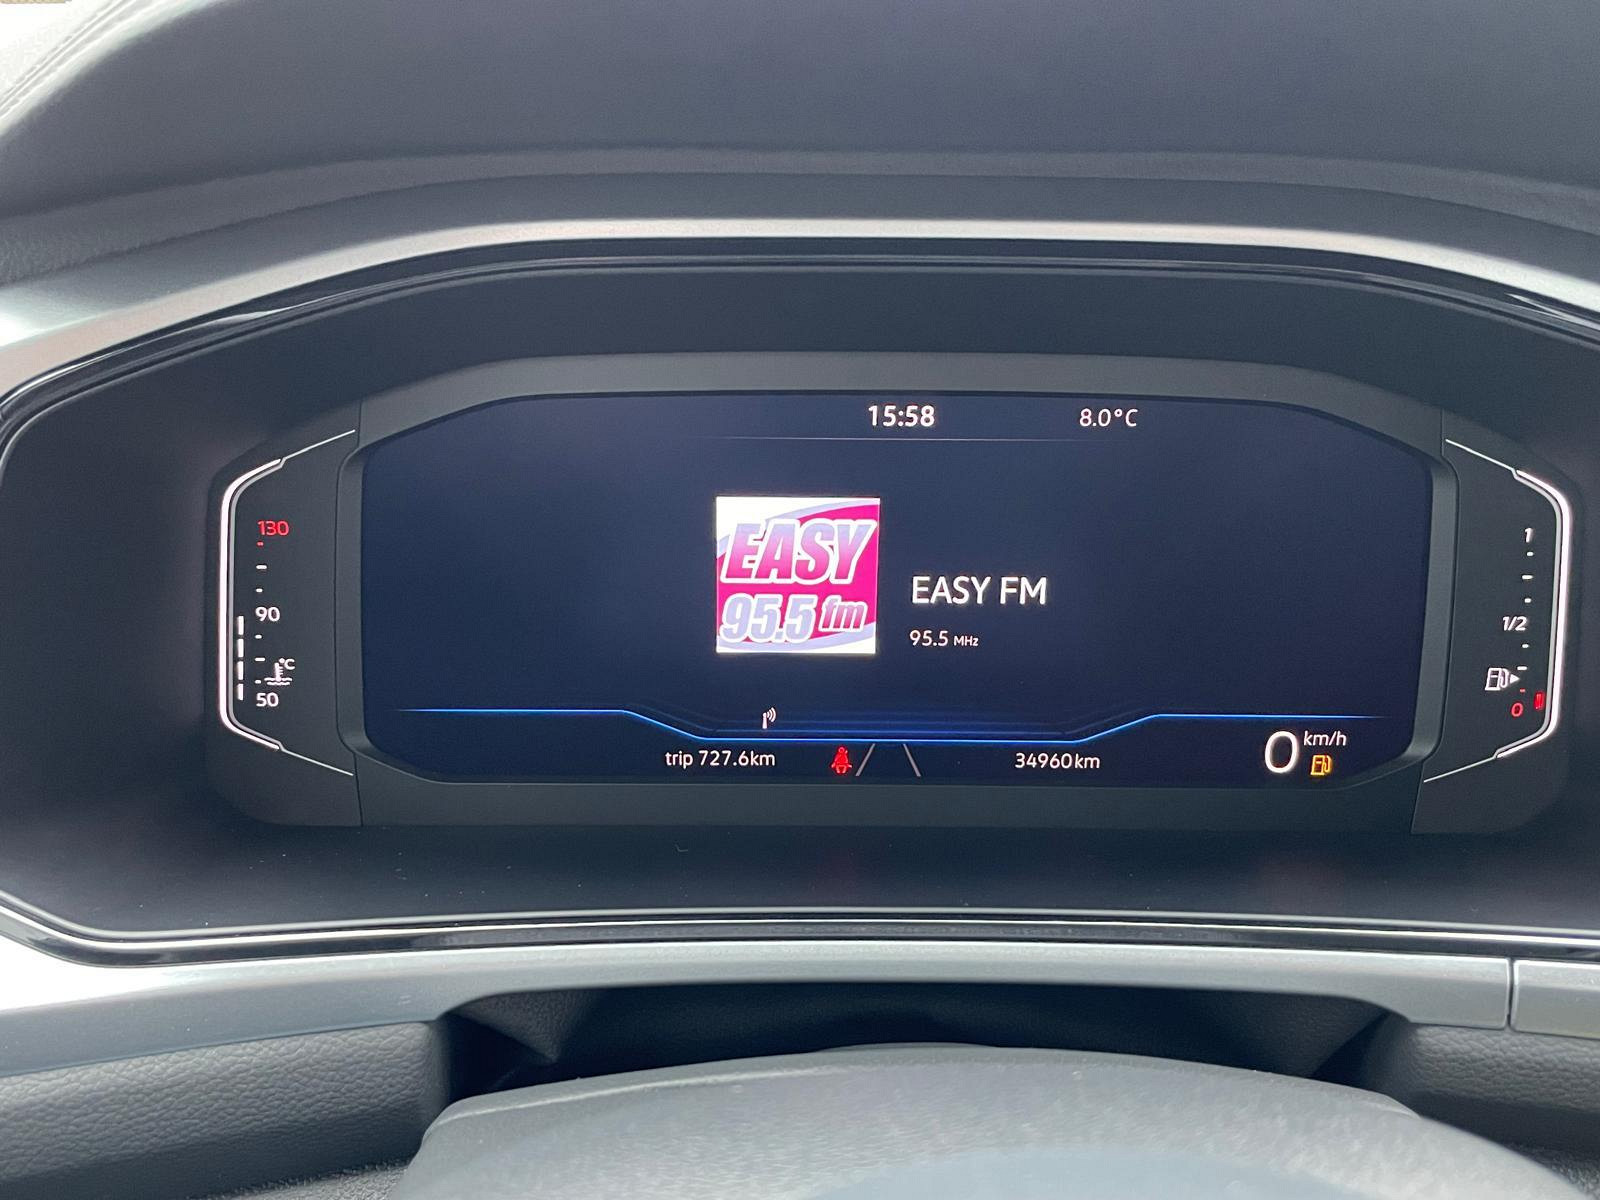 15:58 8.0°C
130
90
°C
50
EASY
95.5 fm
EASY FM
95.5 MHz
1
1/2
0
trip 727.6km
34960km
0 km/h